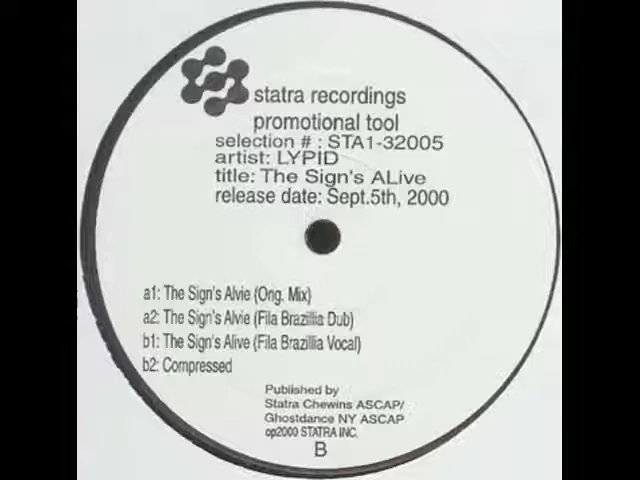 statra recordings
promotional tool
selection # : STA1-32005
artist: LYPID
title: The Sign's ALive
release date: Sept.5th, 2000
a1: The Sign's Alvie (Ong. Mix)
a2: The Sign's Alvie (Fila Brazillia Dub)
b1: The Sign's Alive (Fila Brazillia Vocal)
b2: Compressed
Published by
Statra Chewins ASCAP/
Ghostdance NY ASCAP
cp2000 STATRA INC.
B